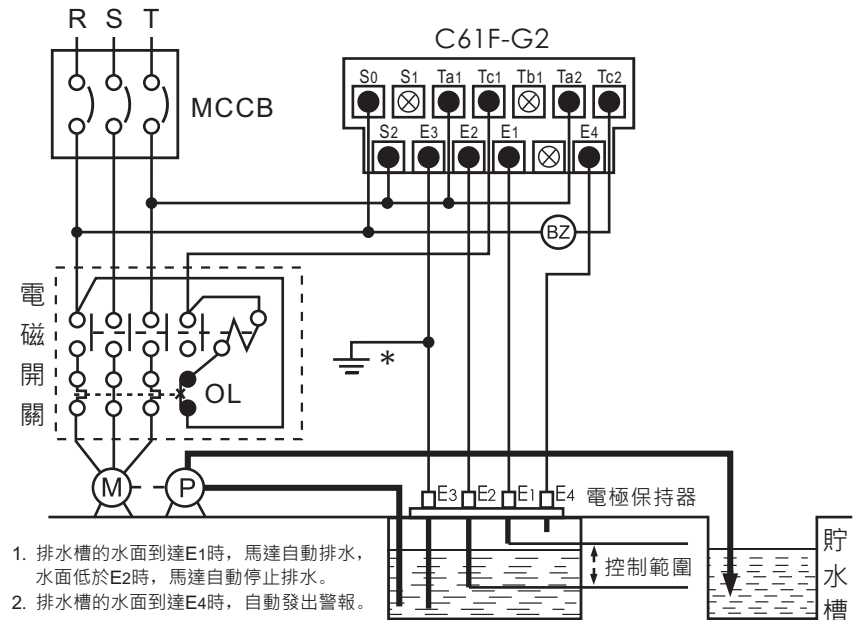 R S T
MCCB
C61F-G2
S0 S1 Ta1 Tc1 Tb1 Ta2 Tc2
S2 E3 E2 E1 E4
BZ
電磁開關
OL
*
M P
E3 E2 E1 E4 電極保持器
控制範圍
貯水槽
1. 排水槽的水面到達E1時，馬達自動排水，
水面低於E2時，馬達自動停止排水。
2. 排水槽的水面到達E4時，自動發出警報。